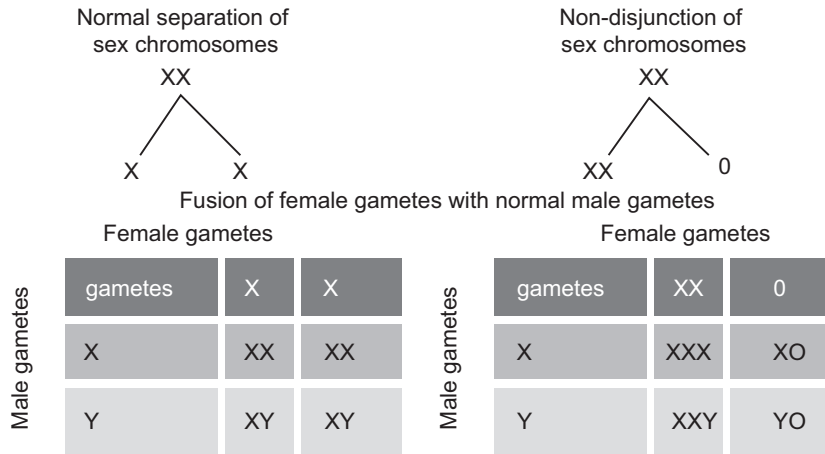 Normal separation of
sex chromosomes
XX
X X
Non-disjunction of
sex chromosomes
XX
XX 0
Fusion of female gametes with normal male gametes
Female gametes
Male gametes
gametes X X
X XX XX
Y XY XY
Female gametes
Male gametes
gametes XX 0
X XXX XO
Y XXY YO